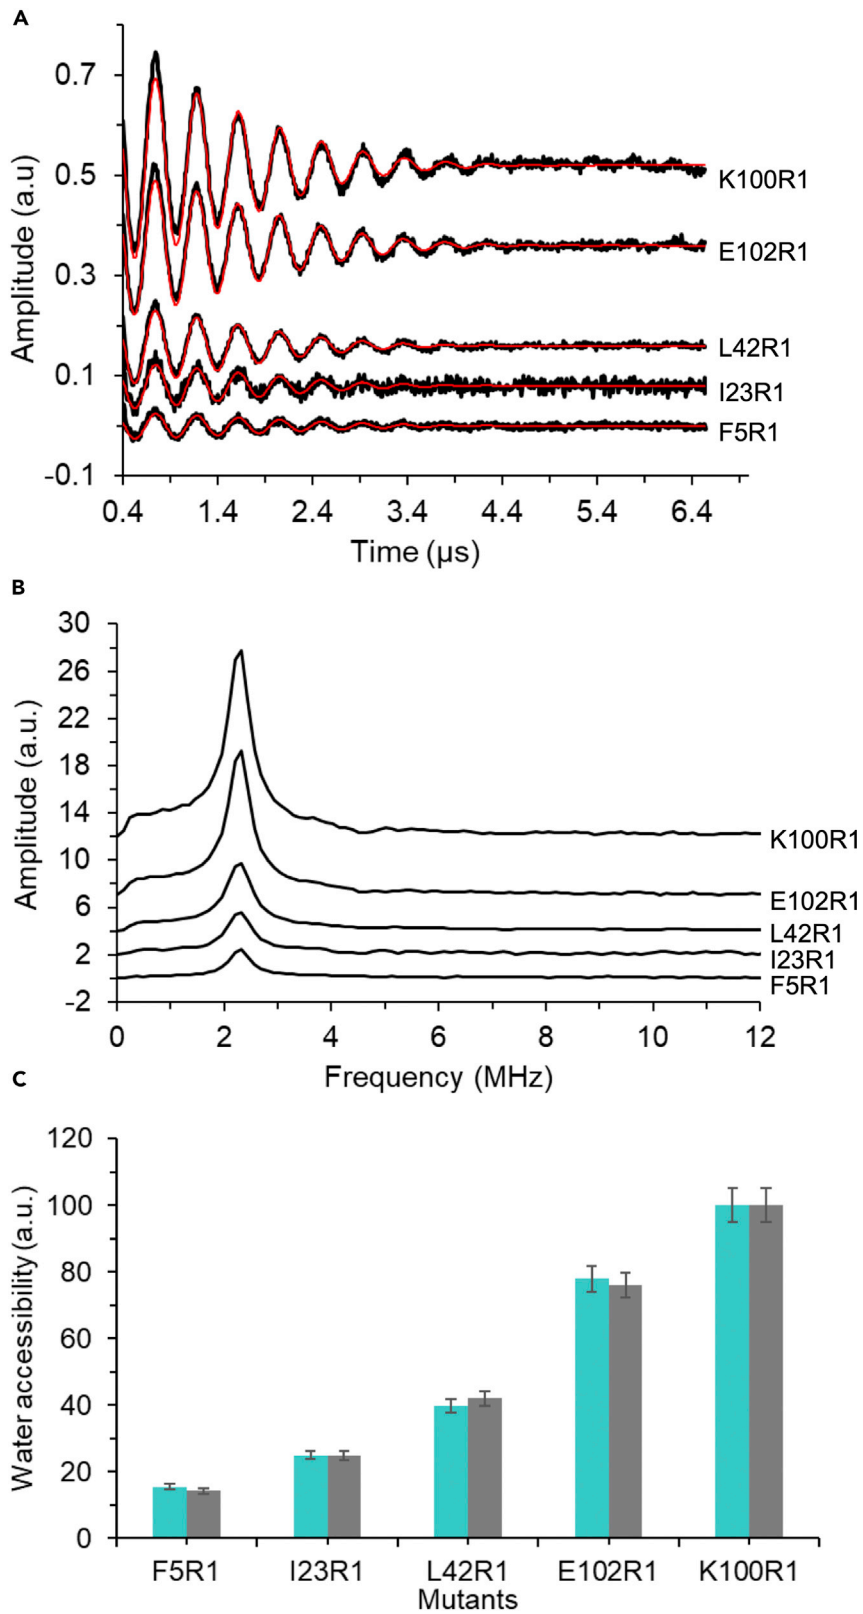 A
Amplitude (a.u)
0.7
0.5
0.3
0.1
-0.1
K100R1
E102R1
L42R1
I23R1
F5R1
0.4 1.4 2.4 3.4 4.4 5.4 6.4
Time (µs)
B
Amplitude (a.u.)
30
26
22
18
14
10
6
2
-2
K100R1
E102R1
L42R1
I23R1
F5R1
0 2 4 6 8 10 12
Frequency (MHz)
C
Water accessibility (a.u.)
120
100
80
60
40
20
0
F5R1 I23R1 L42R1 E102R1 K100R1
Mutants